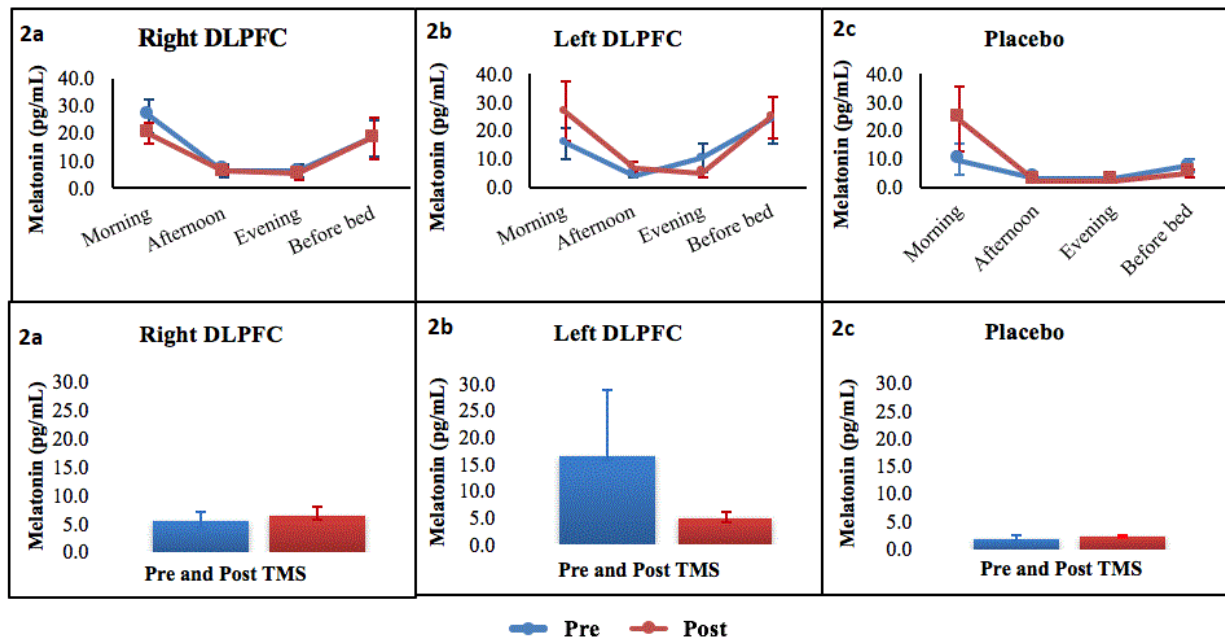 2a
Right DLPFC
Melatonin (pg/mL)
40.0
30.0
20.0
10.0
0.0
Morning
Afternoon
Evening
Before bed
2b
Left DLPFC
Melatonin (pg/mL)
40.0
30.0
20.0
10.0
0.0
Morning
Afternoon
Evening
Before bed
2c
Placebo
Melatonin (pg/mL)
40.0
30.0
20.0
10.0
0.0
Morning
Afternoon
Evening
Before bed
2a
Right DLPFC
Melatonin (pg/mL)
30.0
25.0
20.0
15.0
10.0
5.0
0.0
Pre and Post TMS
2b
Left DLPFC
Melatonin (pg/mL)
30.0
25.0
20.0
15.0
10.0
5.0
0.0
Pre and Post TMS
2c
Placebo
Melatonin (pg/mL)
30.0
25.0
20.0
15.0
10.0
5.0
0.0
Pre and Post TMS
Pre
Post